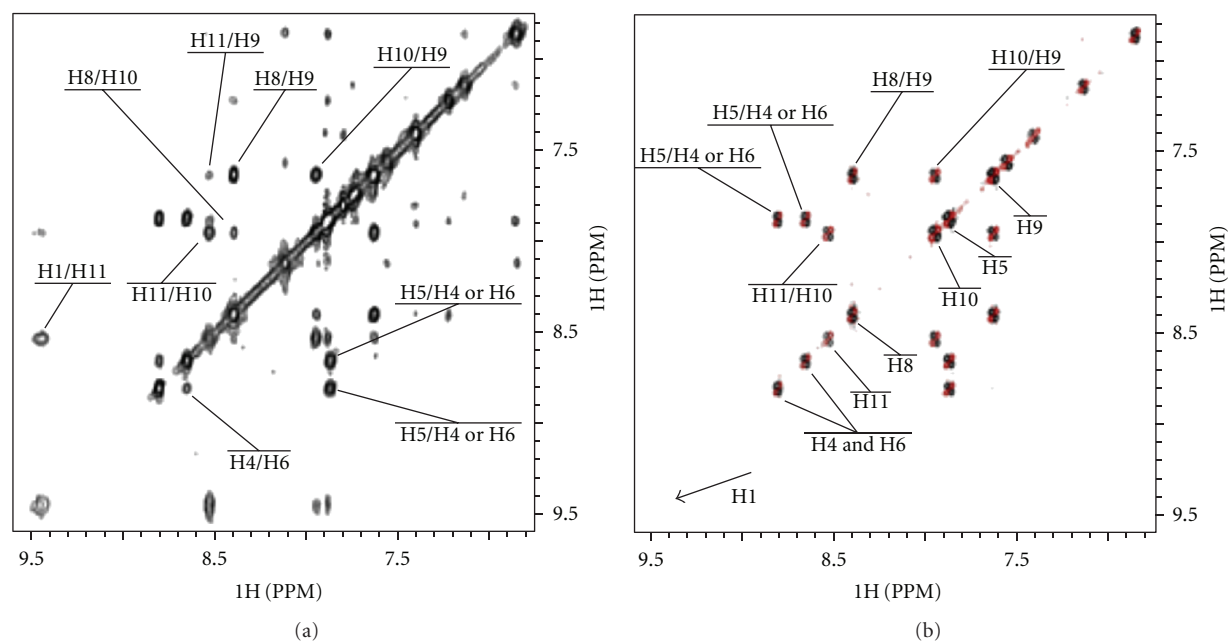 H11/H9
H8/H10
H8/H9
H10/H9
H1/H11
H11/H10
H5/H4 or H6
H5/H4 or H6
H4/H6
7.5
8.5
9.5
1H (PPM)
9.5
8.5
7.5
1H (PPM)
(a)
H10/H9
H8/H9
H5/H4 or H6
H5/H4 or H6
H9
H5
H11/H10
H10
H8
H11
H4 and H6
H1
7.5
8.5
9.5
1H (PPM)
9.5
8.5
7.5
1H (PPM)
(b)